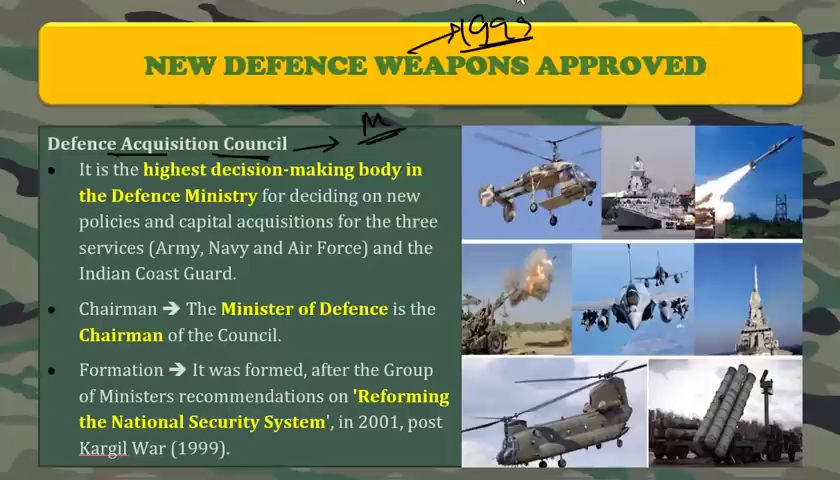 1999
NEW DEFENCE WEAPONS APPROVED
M
Defence Acquisition Council
It is the highest decision-making body in
the Defence Ministry for deciding on new
policies and capital acquisitions for the three
services (Army, Navy and Air Force) and the
Indian Coast Guard.
Chairman ➔ The Minister of Defence is the
Chairman of the Council.
Formation ➔ It was formed, after the Group
of Ministers recommendations on 'Reforming
the National Security System', in 2001, post
Kargil War (1999).